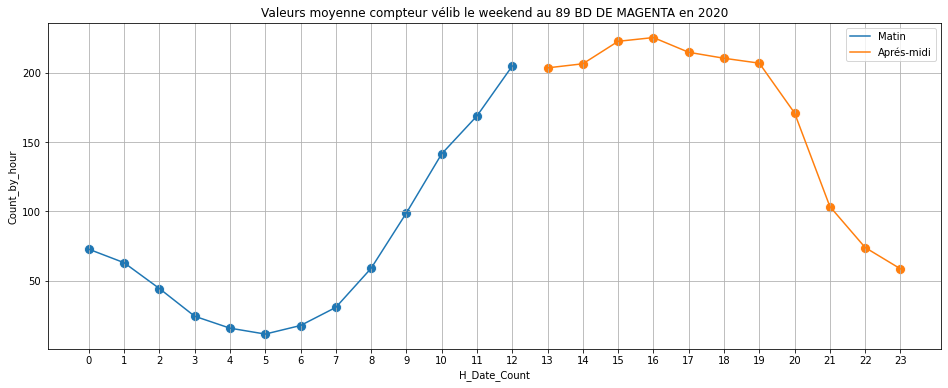 Valeurs moyenne compteur vélib le weekend au 89 BD DE MAGENTA en 2020
Matin
Aprés-midi
200
150
100
50
Count_by_hour
0 1 2 3 4 5 6 7 8 9 10 11 12 13 14 15 16 17 18 19 20 21 22 23
H_Date_Count